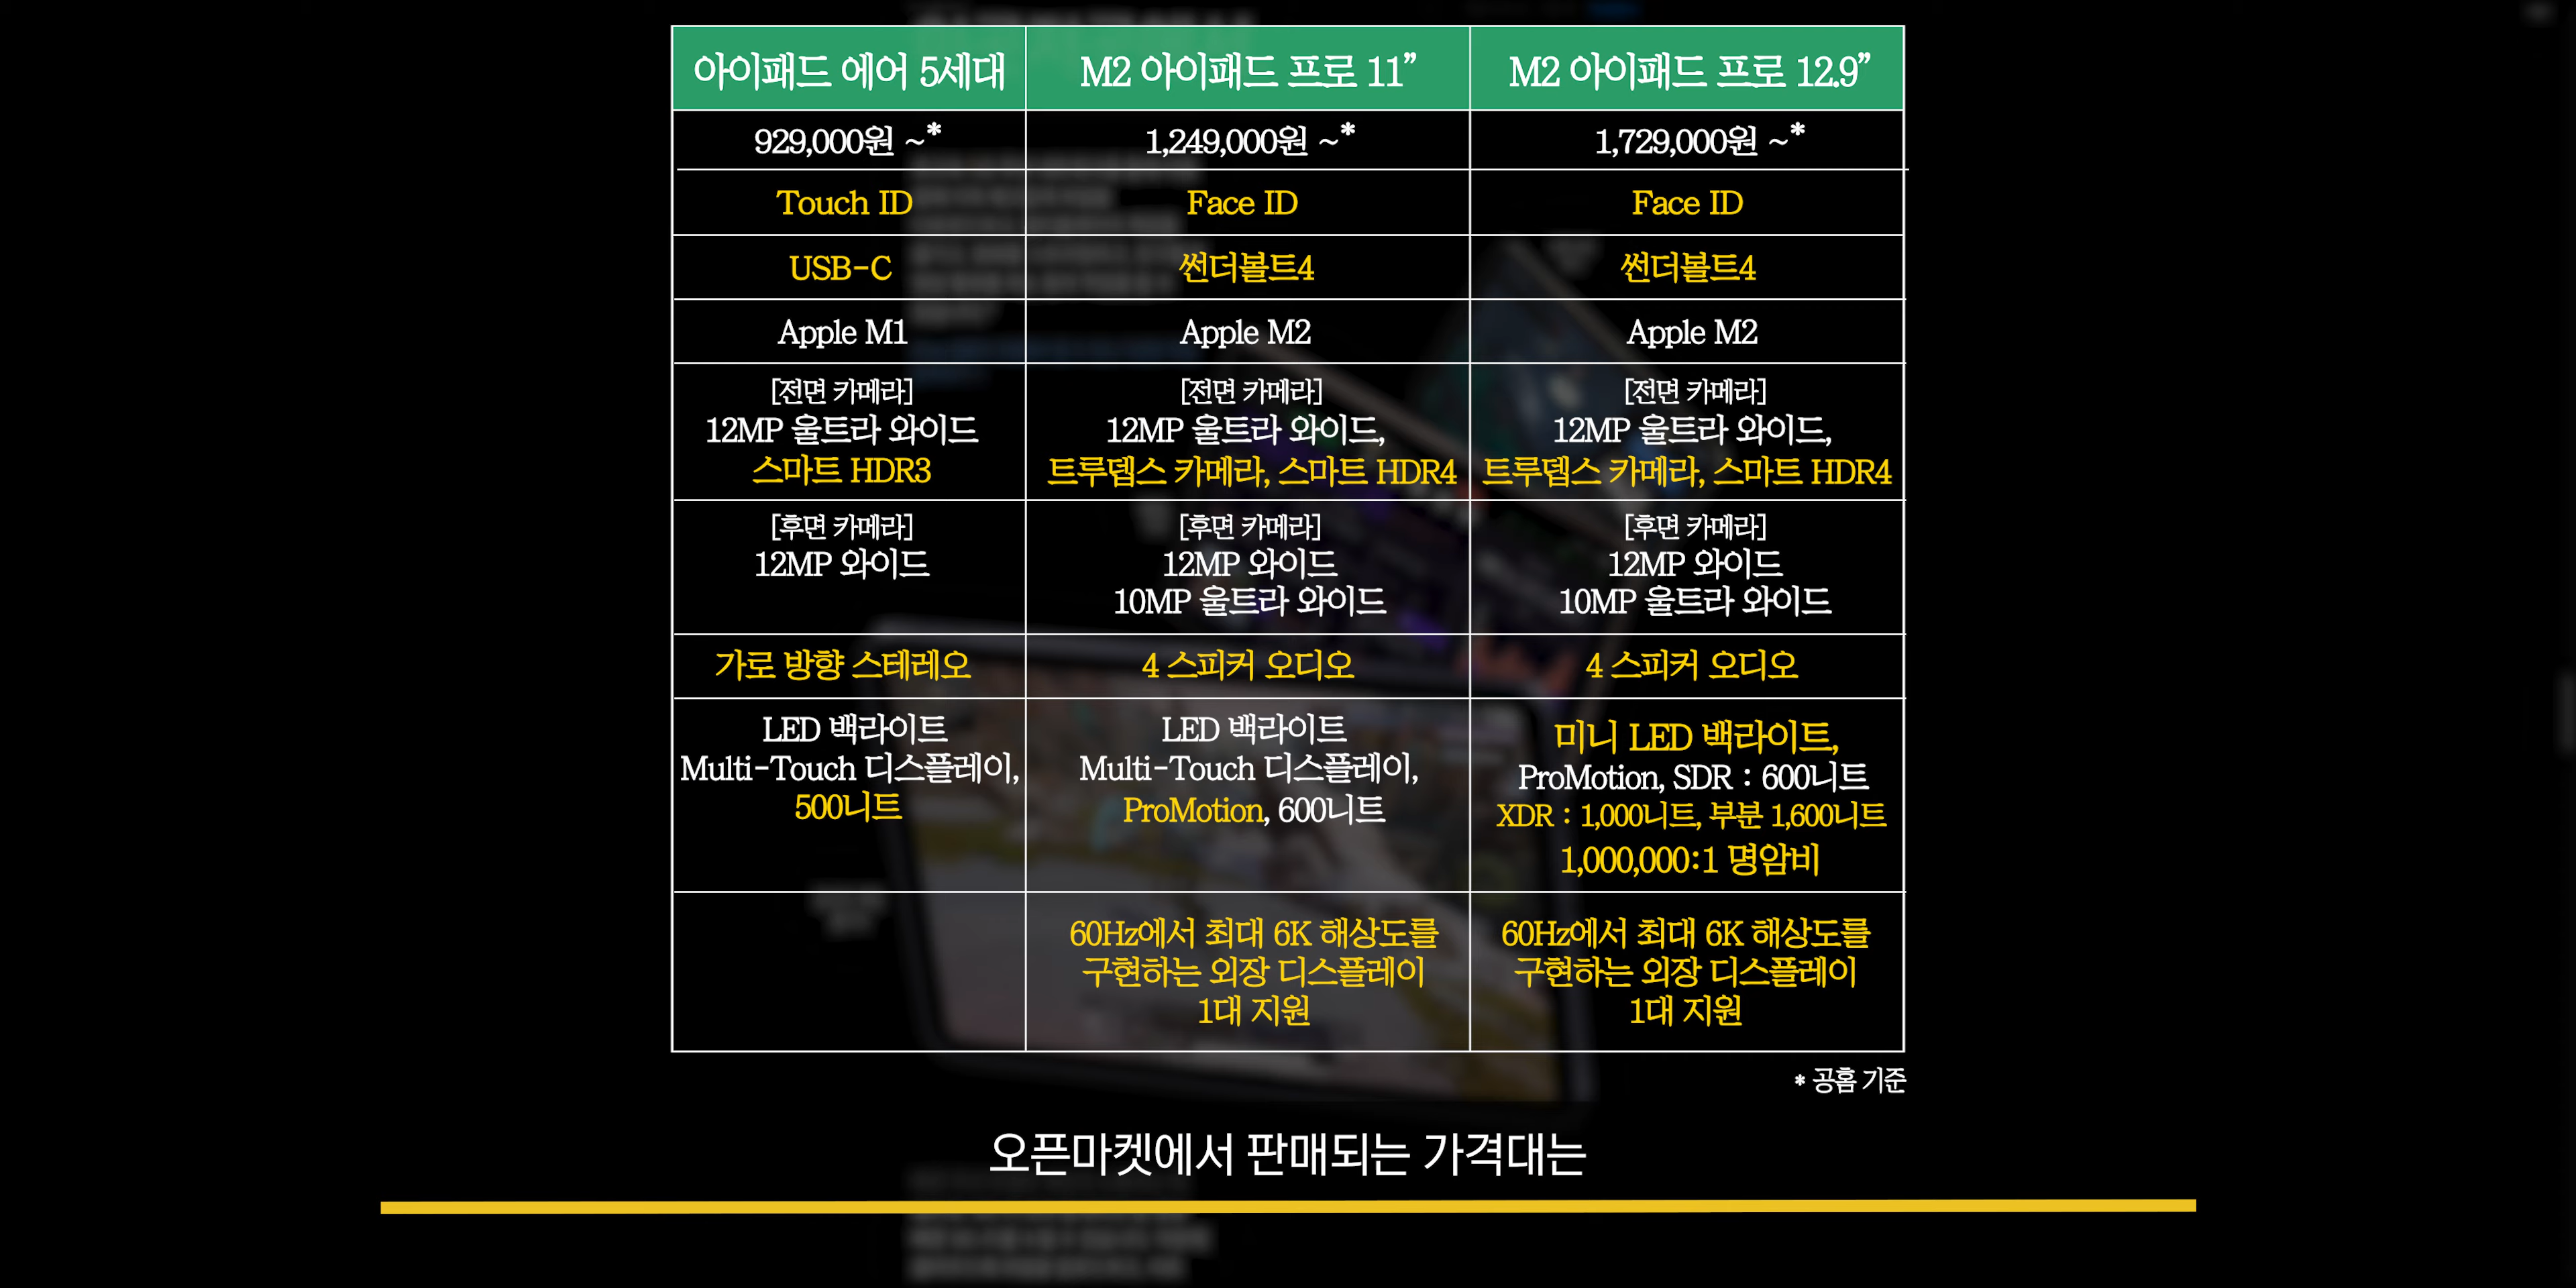 아이패드 에어 5세대
M2 아이패드 프로 11”
M2 아이패드 프로 12.9”
929,000원 ~*
1,249,000원 ~*
1,729,000원 ~*
Touch ID
Face ID
Face ID
USB-C
썬더볼트4
썬더볼트4
Apple M1
Apple M2
Apple M2
[전면 카메라]
12MP 울트라 와이드
스마트 HDR3
[전면 카메라]
12MP 울트라 와이드,
트루뎁스 카메라, 스마트 HDR4
[전면 카메라]
12MP 울트라 와이드,
트루뎁스 카메라, 스마트 HDR4
[후면 카메라]
12MP 와이드
[후면 카메라]
12MP 와이드
10MP 울트라 와이드
[후면 카메라]
12MP 와이드
10MP 울트라 와이드
가로 방향 스테레오
4 스피커 오디오
4 스피커 오디오
LED 백라이트
Multi-Touch 디스플레이,
500니트
LED 백라이트
Multi-Touch 디스플레이,
ProMotion, 600니트
미니 LED 백라이트,
ProMotion, SDR : 600니트
XDR : 1,000니트, 부분 1,600니트
1,000,000:1 명암비
60Hz에서 최대 6K 해상도를
구현하는 외장 디스플레이
1대 지원
60Hz에서 최대 6K 해상도를
구현하는 외장 디스플레이
1대 지원
* 공홈 기준
오픈마켓에서 판매되는 가격대는